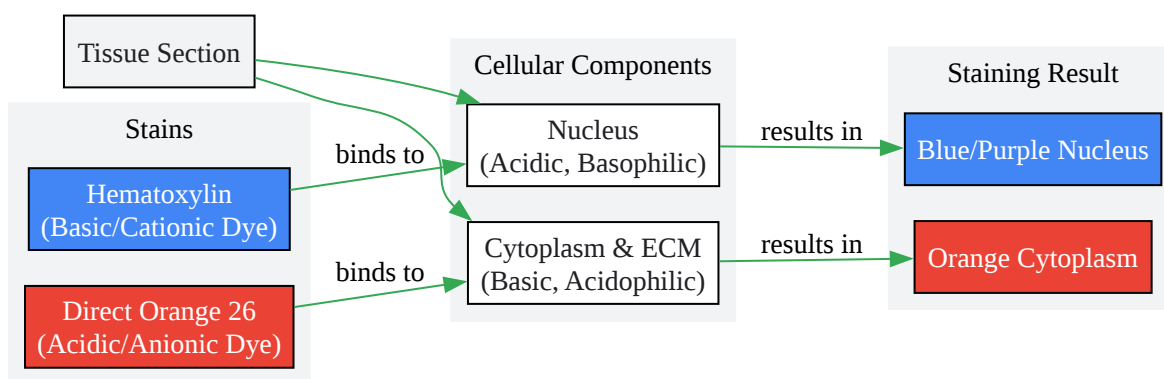 Tissue Section
Stains
Hematoxylin
(Basic/Cationic Dye)
Direct Orange 26
(Acidic/Anionic Dye)
binds to
binds to
Cellular Components
Nucleus
(Acidic, Basophilic)
Cytoplasm & ECM
(Basic, Acidophilic)
results in
results in
Staining Result
Blue/Purple Nucleus
Orange Cytoplasm